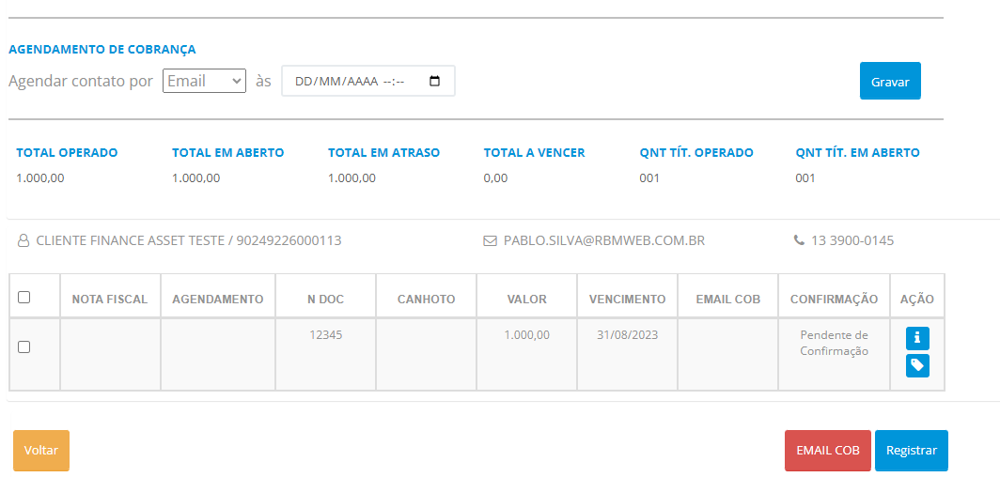 AGENDAMENTO DE COBRANÇA
Agendar contato por Email às DD/MM/AAAA --:-- Gravar
TOTAL OPERADO TOTAL EM ABERTO TOTAL EM ATRASO TOTAL A VENCER QNT TÍT. OPERADO QNT TÍT. EM ABERTO
1.000,00 1.000,00 1.000,00 0,00 001 001
CLIENTE FINANCE ASSET TESTE / 90249226000113 PABLO.SILVA@RBMWEB.COM.BR 13 3900-0145
NOTA FISCAL AGENDAMENTO N DOC CANHOTO VALOR VENCIMENTO EMAIL COB CONFIRMAÇÃO AÇÃO
12345 1.000,00 31/08/2023 Pendente de
Confirmação
Voltar EMAIL COB Registrar